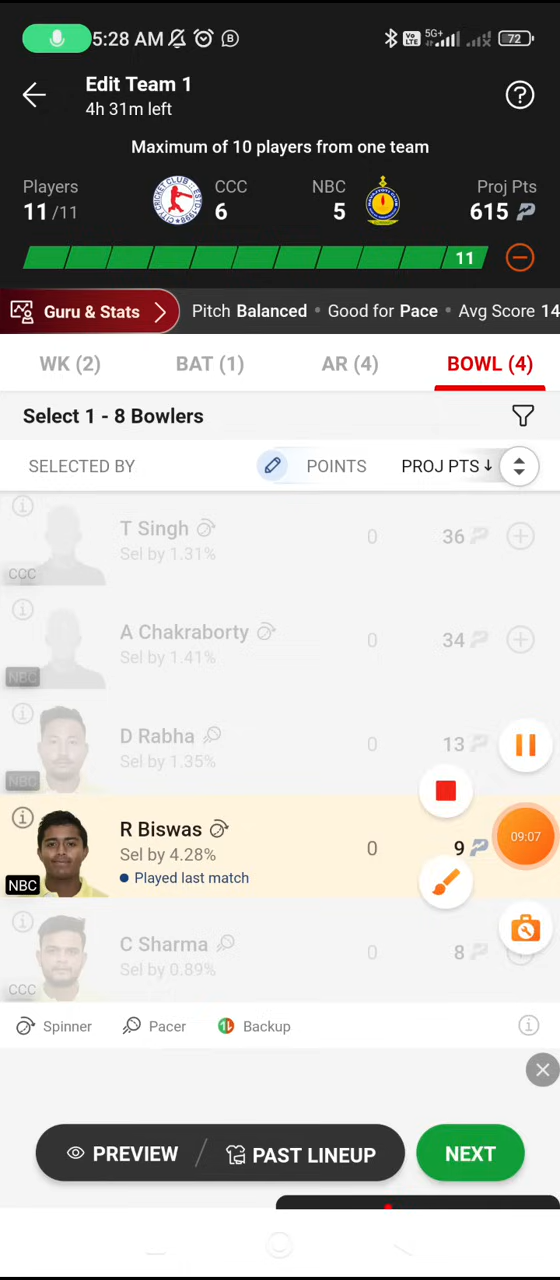 5:28 AM
5G+
Vo LTE
72
Edit Team 1
4h 31m left
Maximum of 10 players from one team
Players
11/11
CCC
6
NBC
5
Proj Pts
615
11
Guru & Stats
Pitch Balanced • Good for Pace • Avg Score 14
WK (2)
BAT (1)
AR (4)
BOWL (4)
Select 1 - 8 Bowlers
SELECTED BY
POINTS
PROJ PTS ↓
T Singh
Sel by 1.31%
0
36
CCC
A Chakraborty
Sel by 1.41%
0
34
NBC
D Rabha
Sel by 1.35%
0
13
NBC
R Biswas
Sel by 4.28%
• Played last match
0
9
NBC
09:07
C Sharma
Sel by 0.89%
0
8
CCC
Spinner
Pacer
Backup
PREVIEW / PAST LINEUP
NEXT